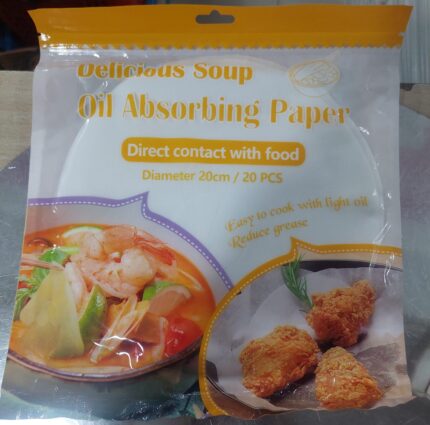 Delicious Soup
Oil Absorbing Paper
Direct contact with food
Diameter 20cm / 20 PCS
Easy to cook with light oil
Reduce grease